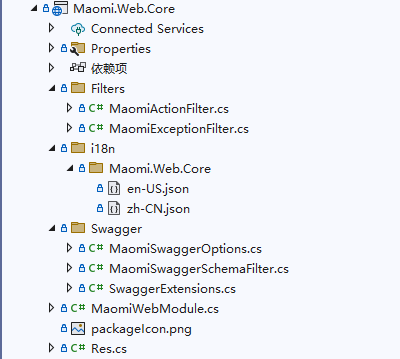 Maomi.Web.Core
Connected Services
Properties
依赖项
Filters
C# MaomiActionFilter.cs
C# MaomiExceptionFilter.cs
i18n
Maomi.Web.Core
en-US.json
zh-CN.json
Swagger
C# MaomiSwaggerOptions.cs
C# MaomiSwaggerSchemaFilter.cs
C# SwaggerExtensions.cs
C# MaomiWebModule.cs
packageIcon.png
C# Res.cs